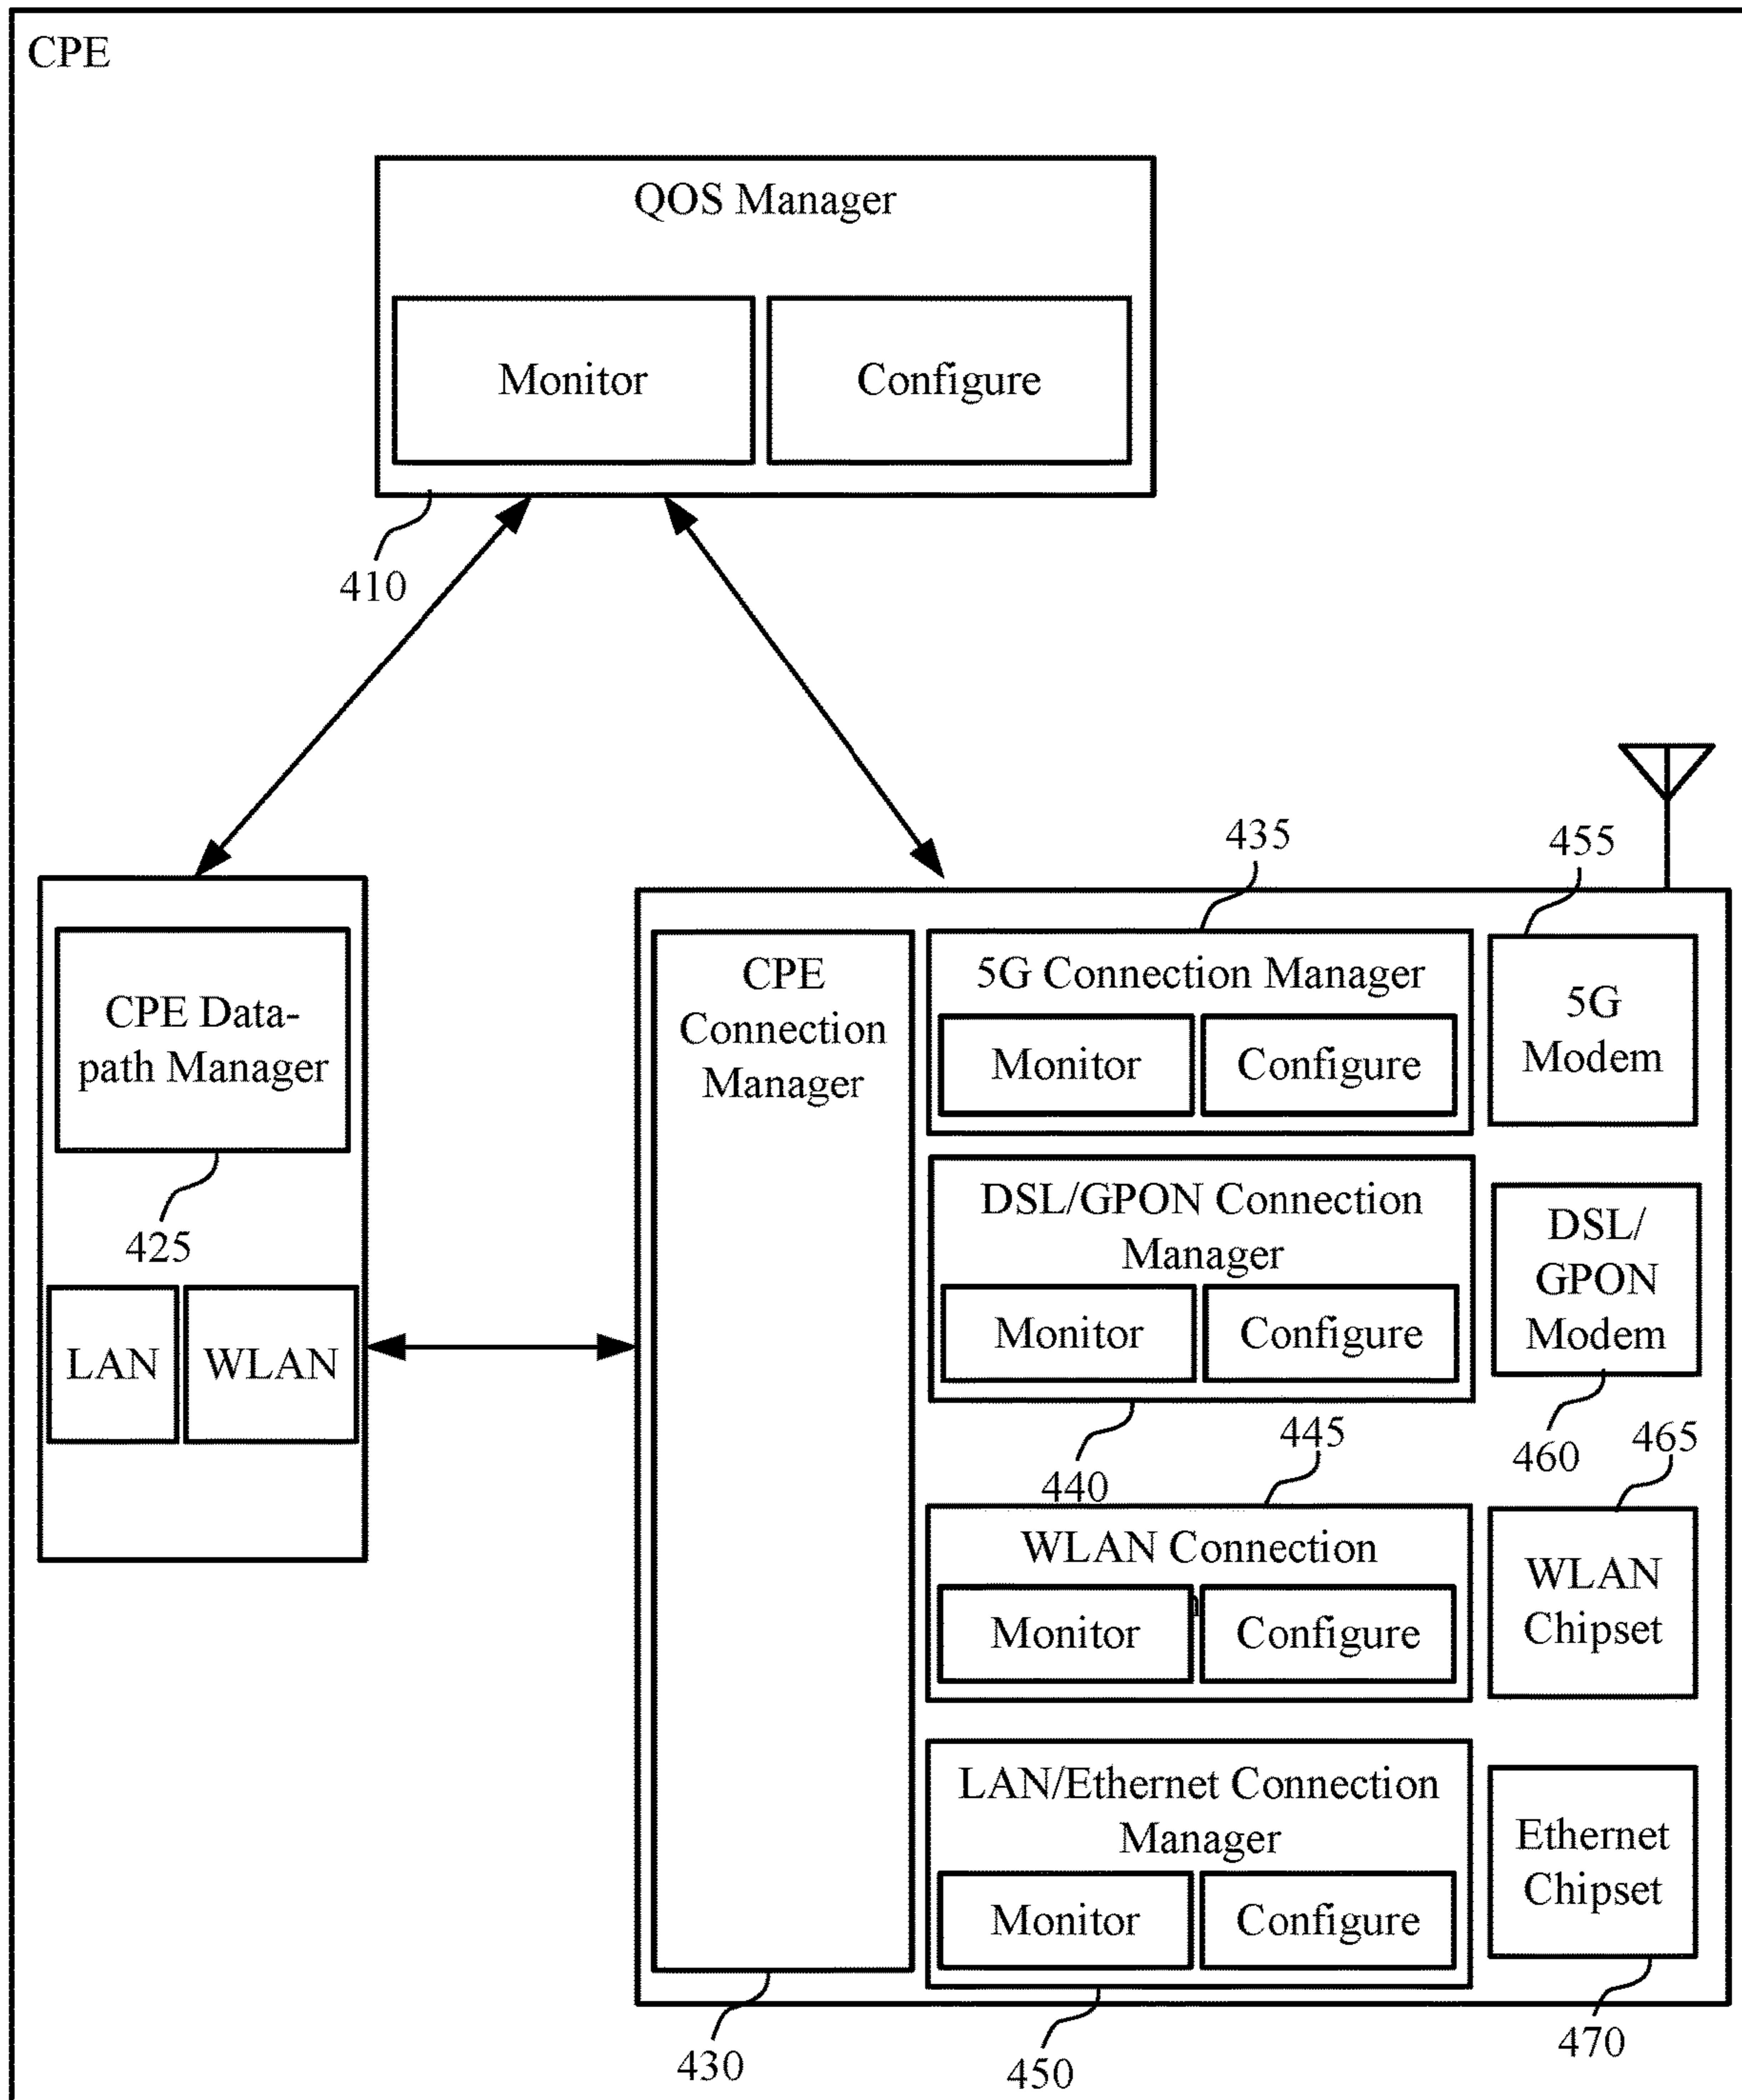 CPE
QOS Manager
Monitor
Configure
410
435
455
CPE Data-
path Manager
425
LAN
WLAN
CPE
Connection
Manager
430
5G Connection Manager
Monitor
Configure
5G
Modem
DSL/GPON Connection
Manager
Monitor
Configure
440
DSL/
GPON
Modem
460
445
465
WLAN Connection
Monitor
Configure
WLAN
Chipset
LAN/Ethernet Connection
Manager
Monitor
Configure
450
Ethernet
Chipset
470